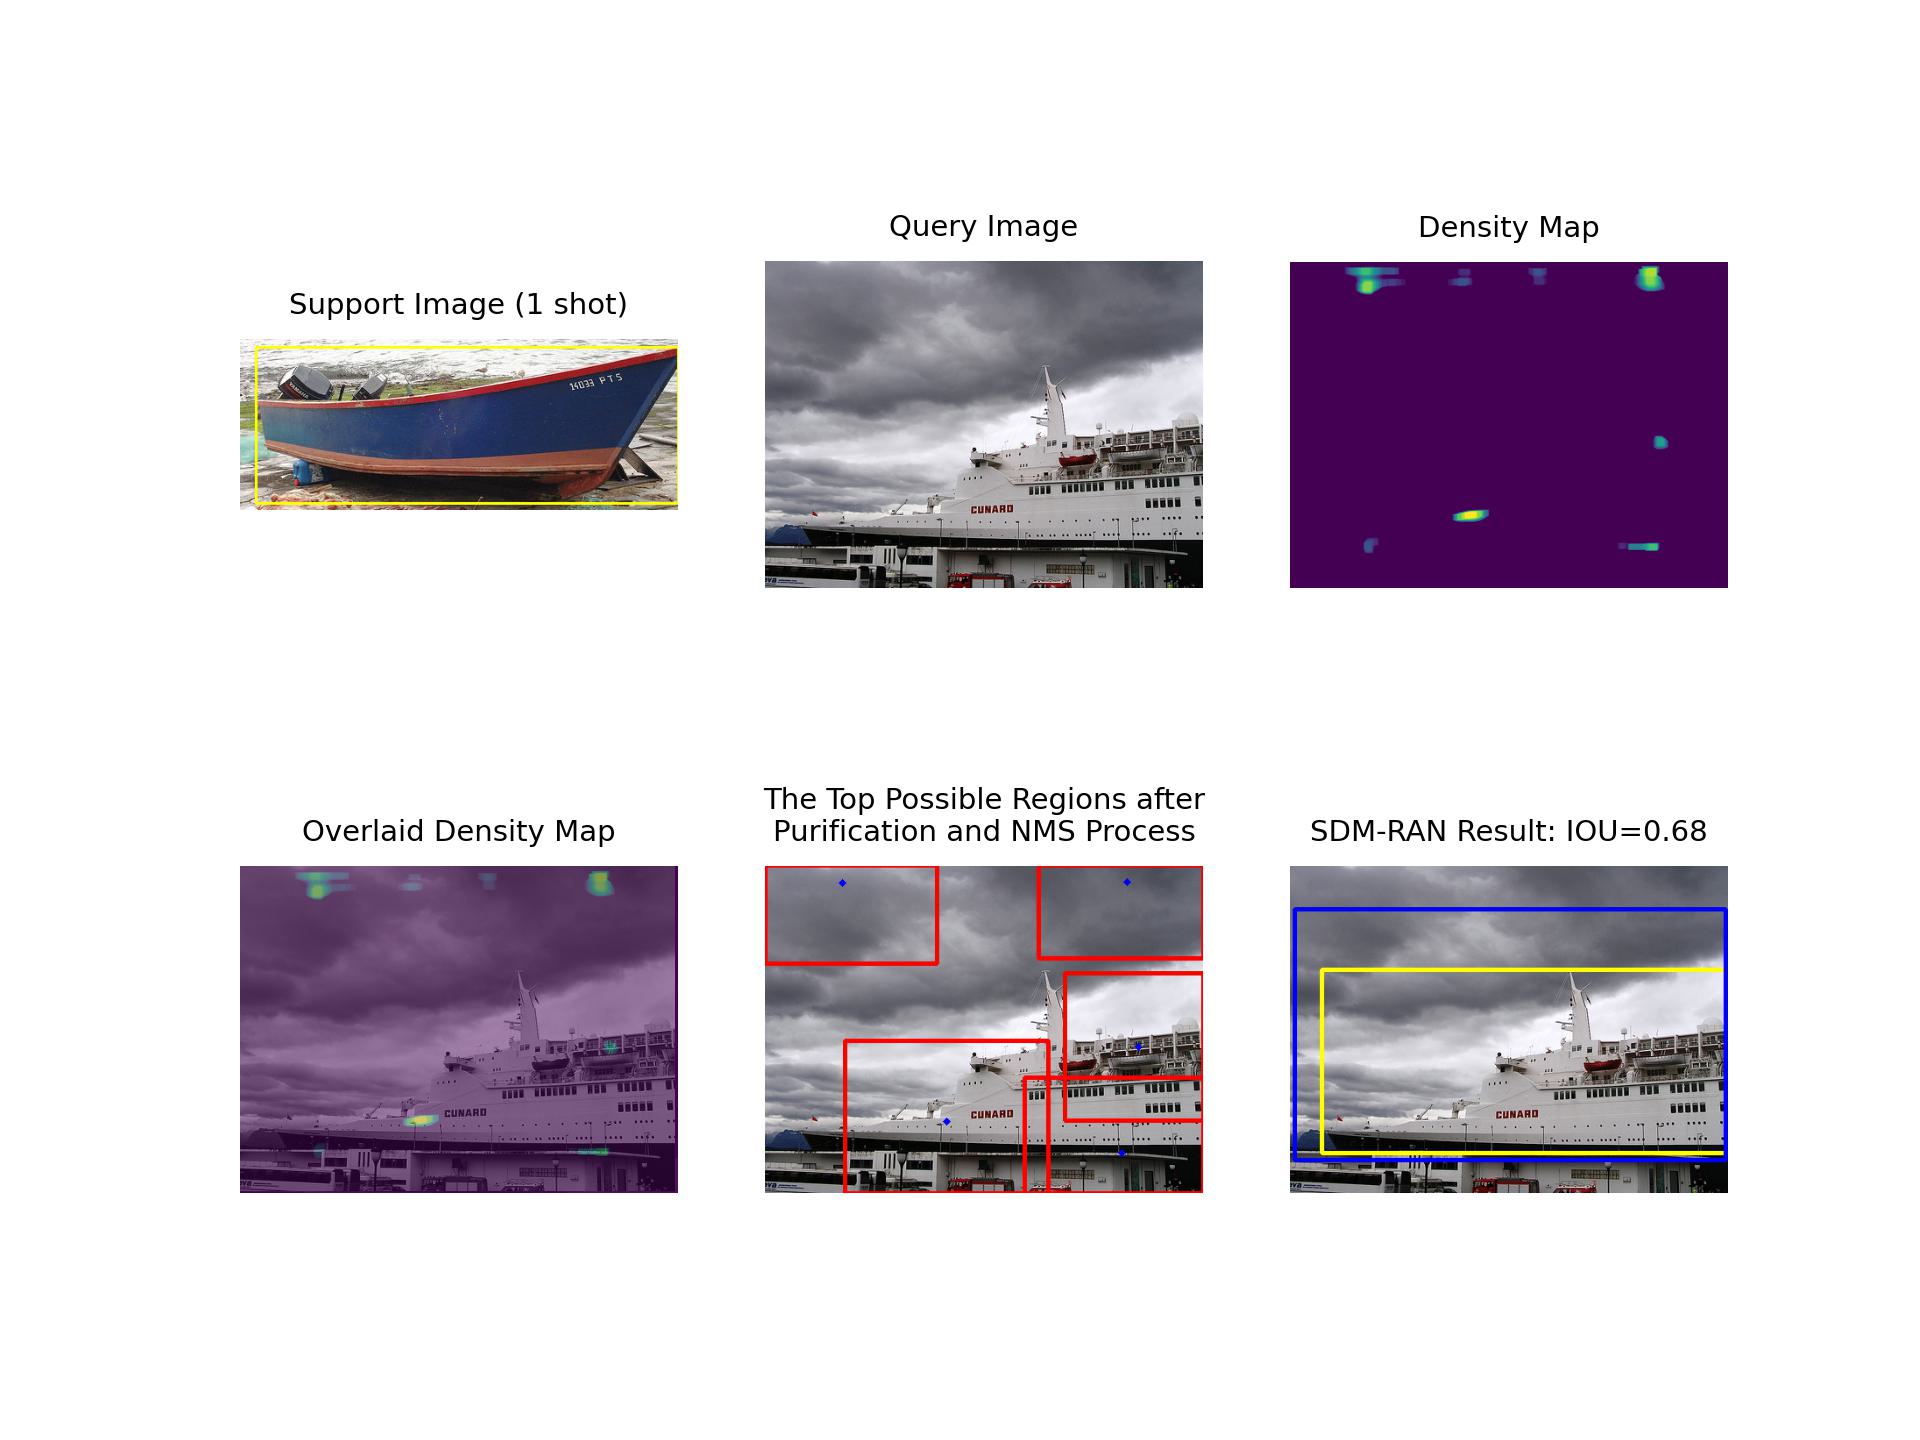 Support Image (1 shot)
YAMAHA
14033 PTS
Query Image
CUNARD
Density Map
Overlaid Density Map
CUNARD
The Top Possible Regions after
Purification and NMS Process
CUNARD
SDM-RAN Result: IOU=0.68
CUNARD